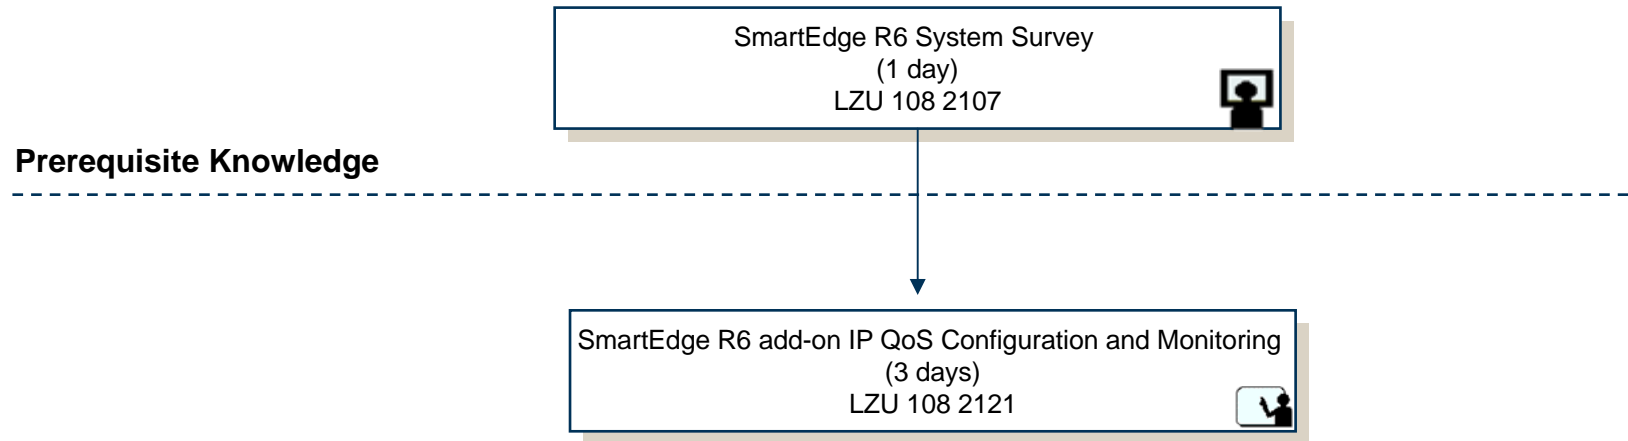 SmartEdge R6 System Survey
(1 day)
LZU 108 2107
Prerequisite Knowledge
SmartEdge R6 add-on IP QoS Configuration and Monitoring
(3 days)
LZU 108 2121